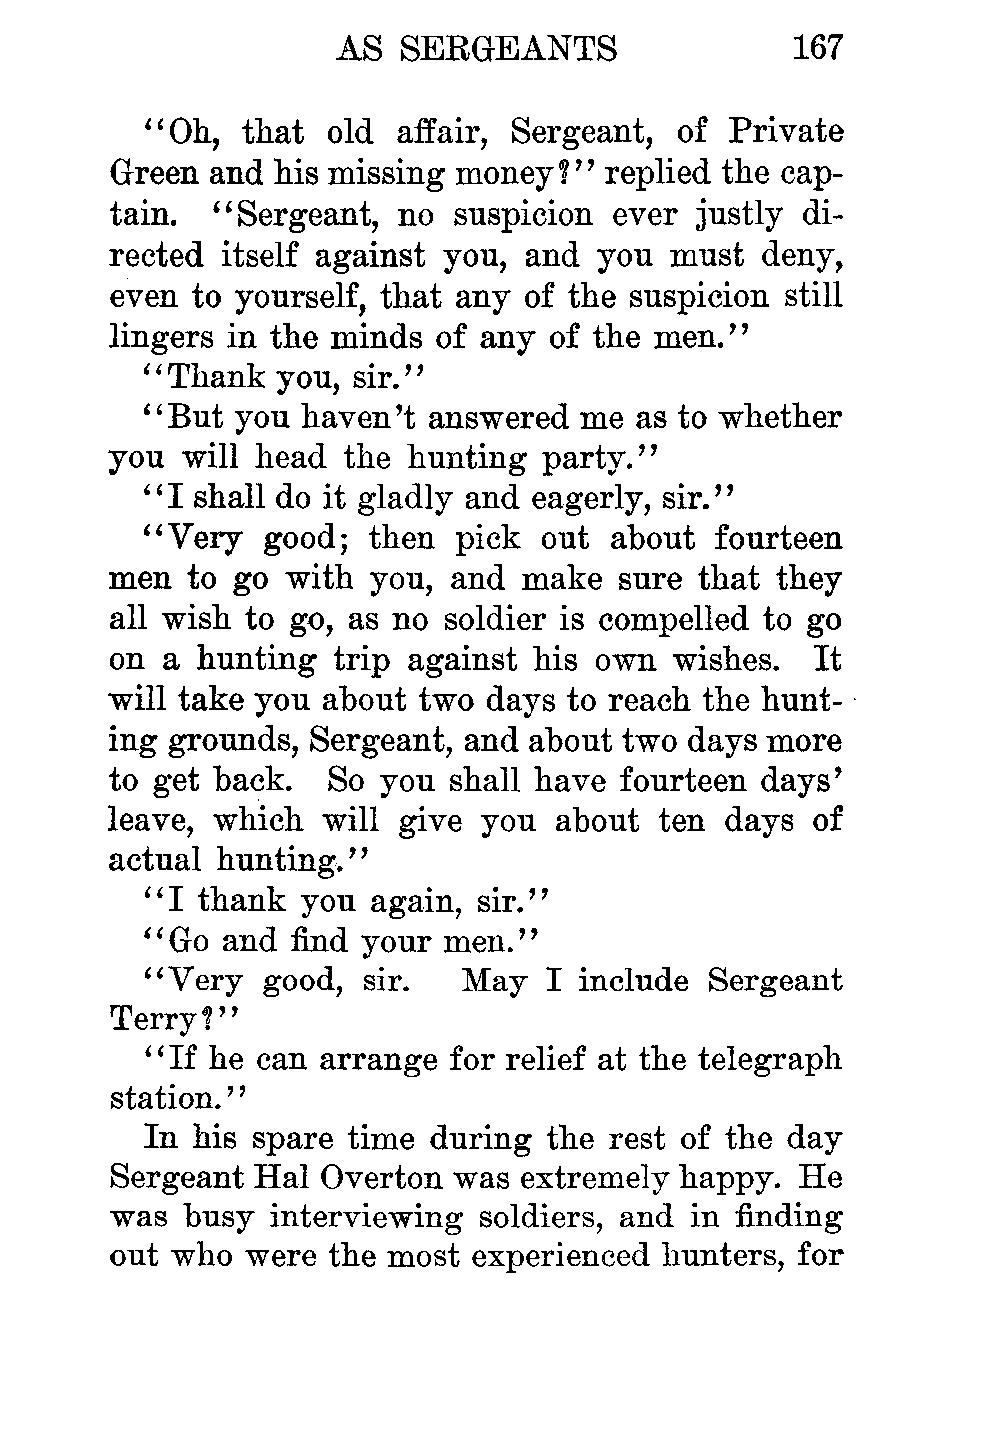 AS SERGEANTS 167
“Oh, that old affair, Sergeant, of Private
Green and his missing money?” replied the cap-
tain. “Sergeant, no suspicion ever justly di-
rected itself against you, and you must deny,
even to yourself, that any of the suspicion still
lingers in the minds of any of the men.”
“Thank you, sir.”
“But you haven’t answered me as to whether
you will head the hunting party.”
“I shall do it gladly and eagerly, sir.”
“Very good; then pick out about fourteen
men to go with you, and make sure that they
all wish to go, as no soldier is compelled to go
on a hunting trip against his own wishes. It
will take you about two days to reach the hunt-
ing grounds, Sergeant, and about two days more
to get back. So you shall have fourteen days’
leave, which will give you about ten days of
actual hunting.”
“I thank you again, sir.”
“Go and find your men.”
“Very good, sir. May I include Sergeant
Terry?”
“If he can arrange for relief at the telegraph
station.”
In his spare time during the rest of the day
Sergeant Hal Overton was extremely happy. He
was busy interviewing soldiers, and in finding
out who were the most experienced hunters, for